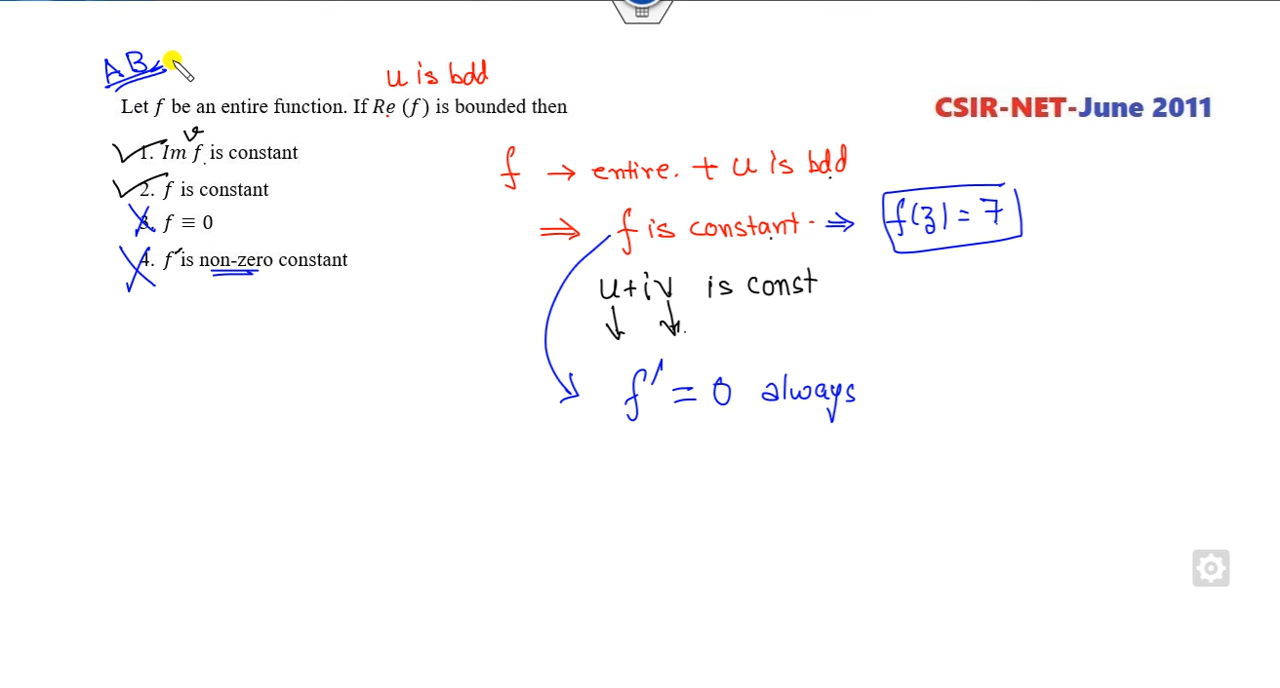 AB
u is bdd
Let f be an entire function. If Re (f) is bounded then
CSIR-NET-June 2011
v
1. Im f is constant
2. f is constant
3. f ≡ 0
4. f' is non-zero constant
f → entire. + u is bdd
⇒ f is constant. ⇒ f(z) = 7
u+iv is const
↓ ↓
f' = 0 always